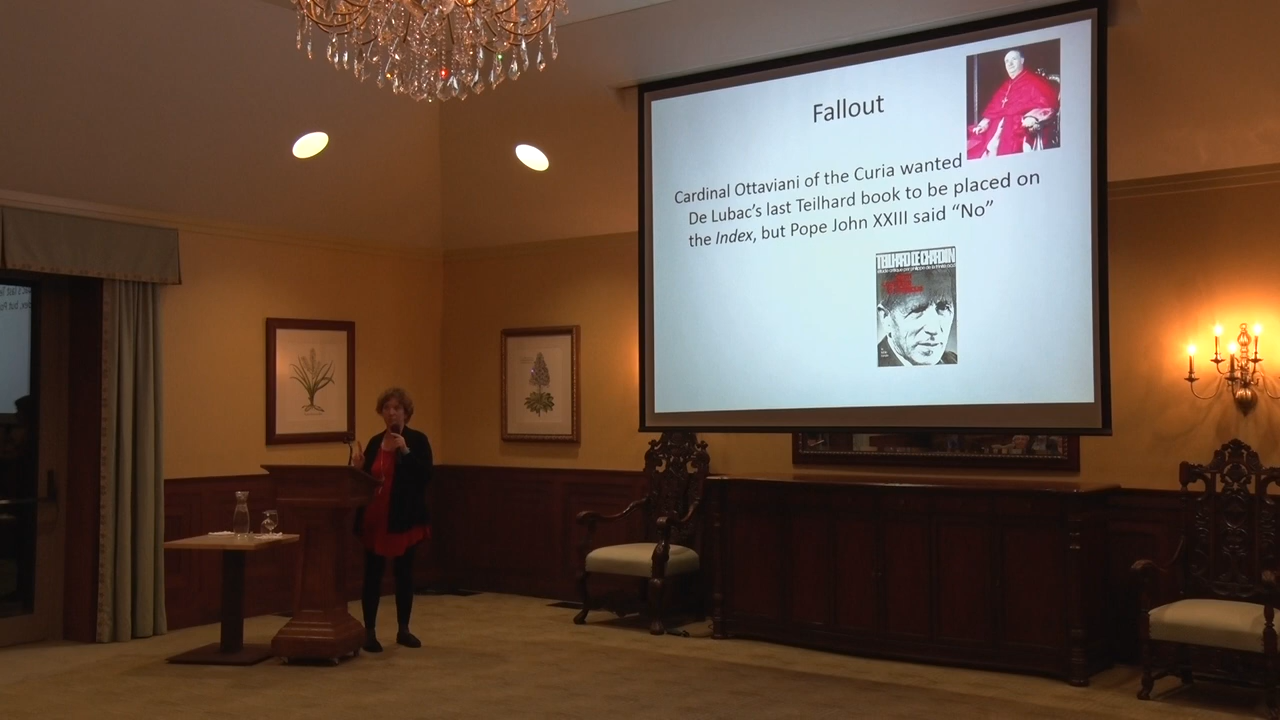 Fallout
Cardinal Ottaviani of the Curia wanted
De Lubac's last Teilhard book to be placed on
the Index, but Pope John XXIII said “No”
TEILHARD DE CHARDIN